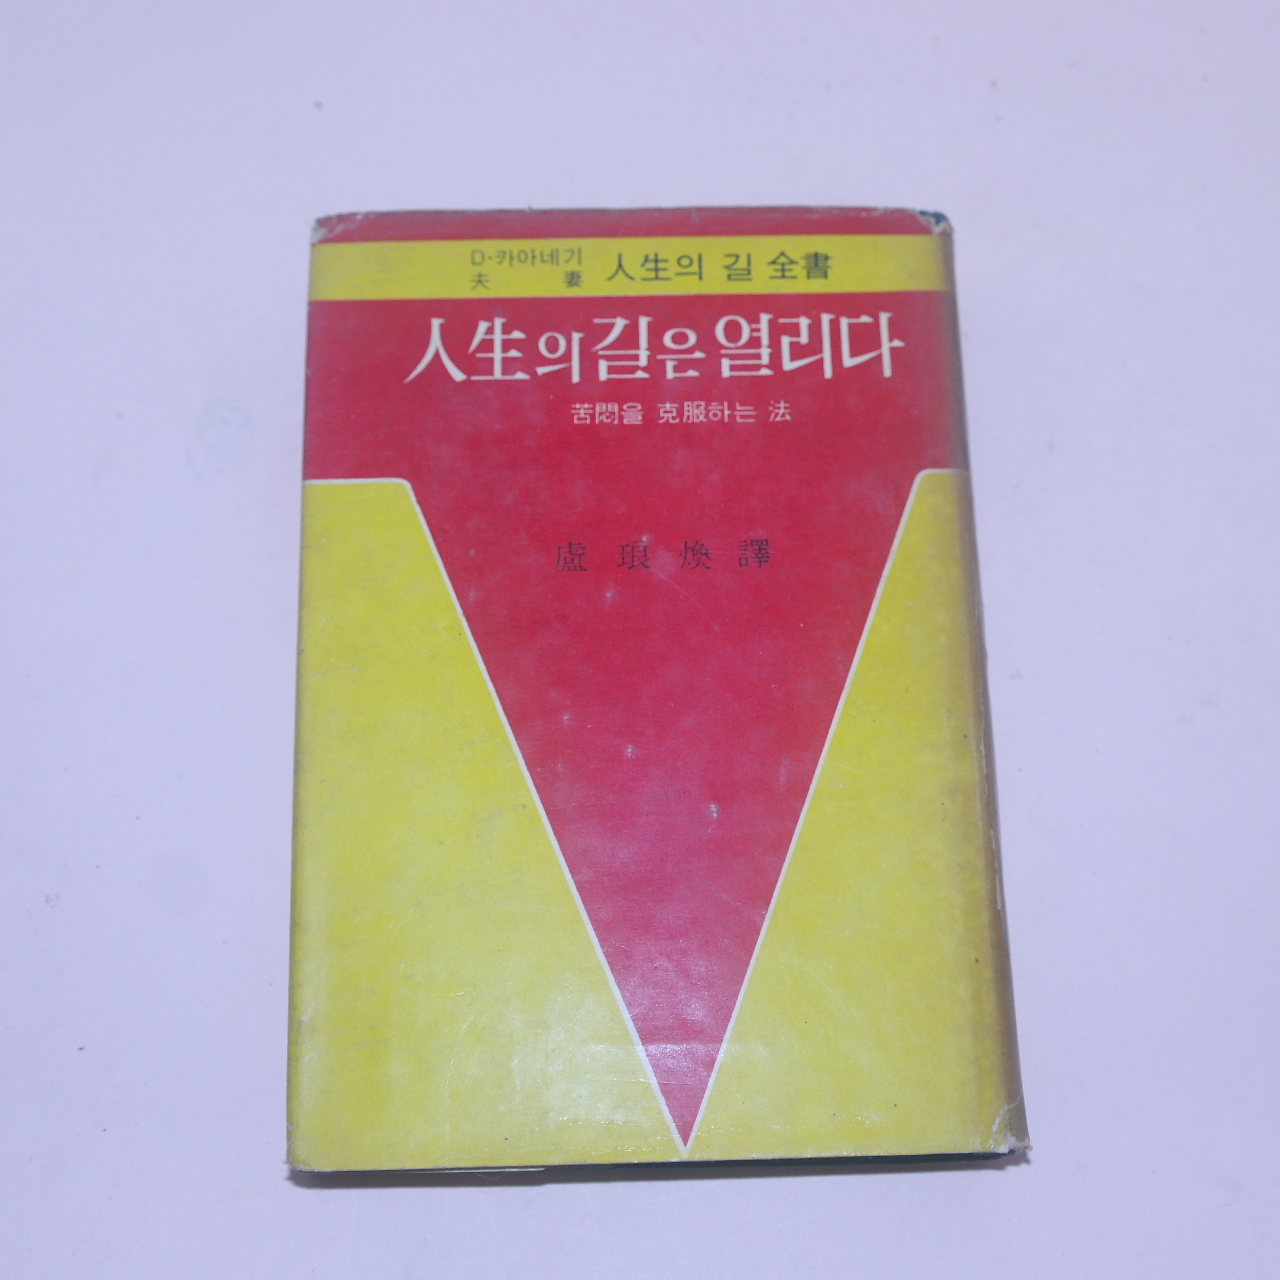 D·카아네기
夫 妻 人生의 길 全書
人生의 길은 열리다
苦悶을 克服하는 法
盧琅煥 譯